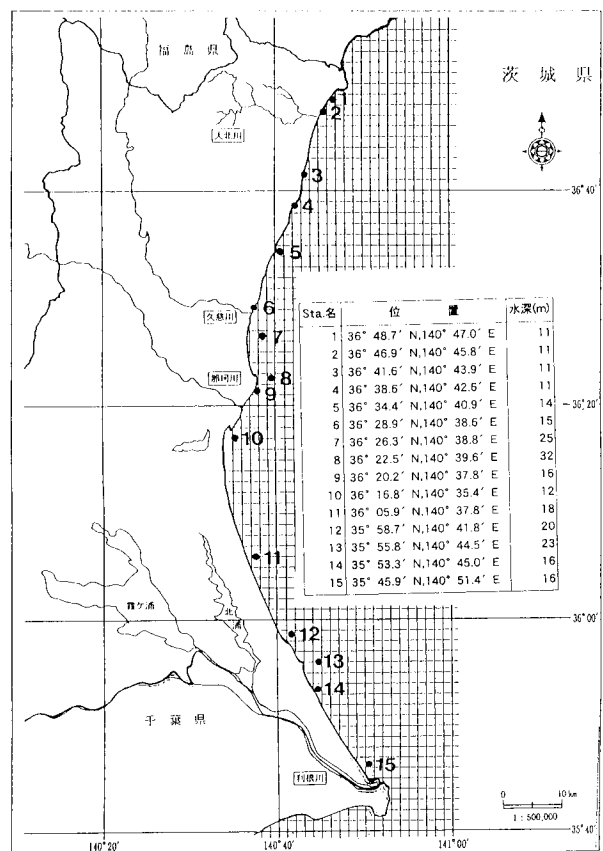 福島県
茨城県
大北川
1
2
3
36°40'
4
5
6
久慈川
7
那珂川
8
9
36°20'
10
Sta.名 位置 水深(m)
1 36° 48.7' N,140° 47.0' E 11
2 36° 46.9' N,140° 45.8' E 11
3 36° 41.6' N,140° 43.9' E 11
4 36° 38.6' N,140° 42.6' E 11
5 36° 34.4' N,140° 40.9' E 14
6 36° 28.9' N,140° 38.6' E 15
7 36° 26.3' N,140° 38.8' E 25
8 36° 22.5' N,140° 39.6' E 32
9 36° 20.2' N,140° 37.8' E 16
10 36° 16.8' N,140° 35.4' E 12
11 36° 05.9' N,140° 37.8' E 18
12 35° 58.7' N,140° 41.8' E 20
13 35° 55.8' N,140° 44.5' E 23
14 35° 53.3' N,140° 45.0' E 16
15 35° 45.9' N,140° 51.4' E 16
11
霞ケ浦
北浦
36°00'
12
13
14
千葉県
15
利根川
0 10km
1:500,000
35°40'
140°20' 140°40' 141°00'